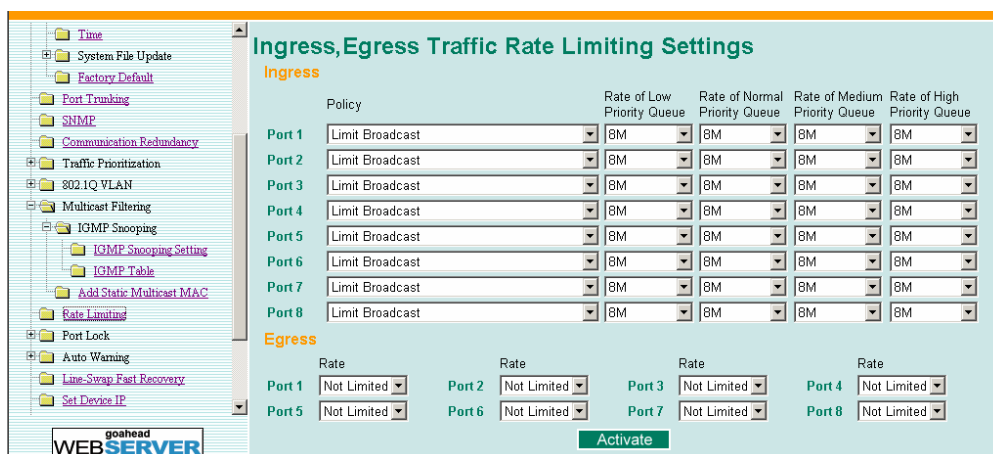 Time
System File Update
Factory Default
Port Trunking
SNMP
Communication Redundancy
Traffic Prioritization
802.1Q VLAN
Multicast Filtering
IGMP Snooping
IGMP Snooping Setting
IGMP Table
Add Static Multicast MAC
Rate Limiting
Port Lock
Auto Warning
Line-Swap Fast Recovery
Set Device IP
goahead
WEBSERVER
Ingress,Egress Traffic Rate Limiting Settings
Ingress
Policy Rate of Low Priority Queue Rate of Normal Priority Queue Rate of Medium Priority Queue Rate of High Priority Queue
Port 1 Limit Broadcast 8M 8M 8M 8M
Port 2 Limit Broadcast 8M 8M 8M 8M
Port 3 Limit Broadcast 8M 8M 8M 8M
Port 4 Limit Broadcast 8M 8M 8M 8M
Port 5 Limit Broadcast 8M 8M 8M 8M
Port 6 Limit Broadcast 8M 8M 8M 8M
Port 7 Limit Broadcast 8M 8M 8M 8M
Port 8 Limit Broadcast 8M 8M 8M 8M
Egress
Rate Rate Rate Rate
Port 1 Not Limited Port 2 Not Limited Port 3 Not Limited Port 4 Not Limited
Port 5 Not Limited Port 6 Not Limited Port 7 Not Limited Port 8 Not Limited
Activate